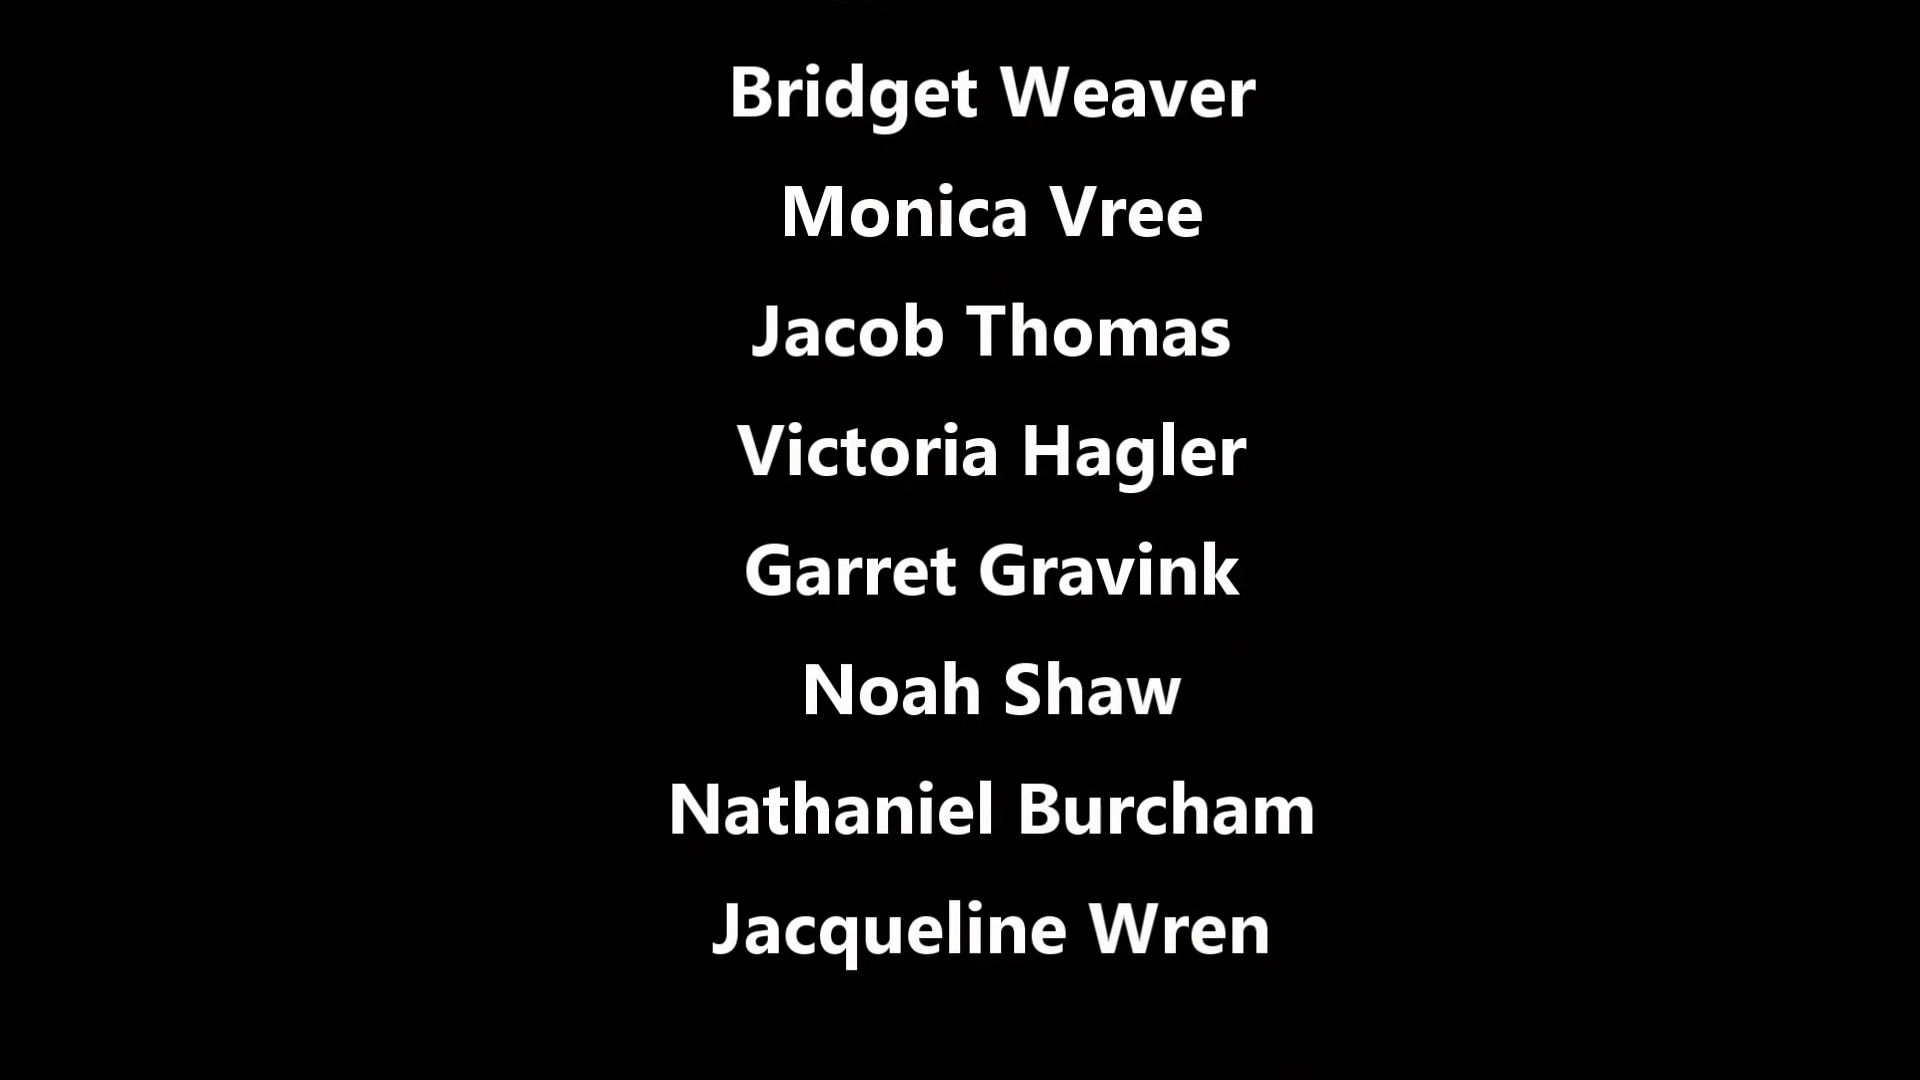 Bridget Weaver
Monica Vree
Jacob Thomas
Victoria Hagler
Garret Gravink
Noah Shaw
Nathaniel Burcham
Jacqueline Wren